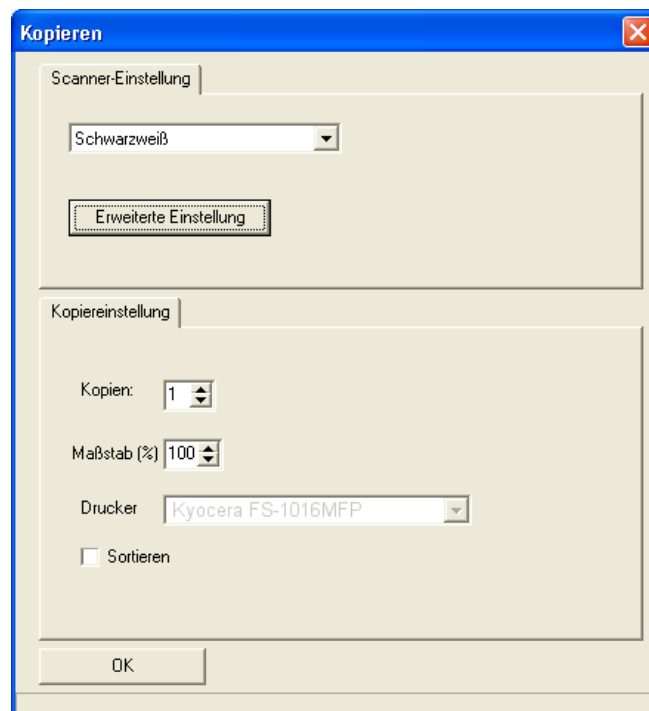 Kopieren
Scanner-Einstellung
Schwarzweiß
Erweiterte Einstellung
Kopiereinstellung
Kopien: 1
Maßstab (%) 100
Drucker Kyocera FS-1016MFP
Sortieren
OK